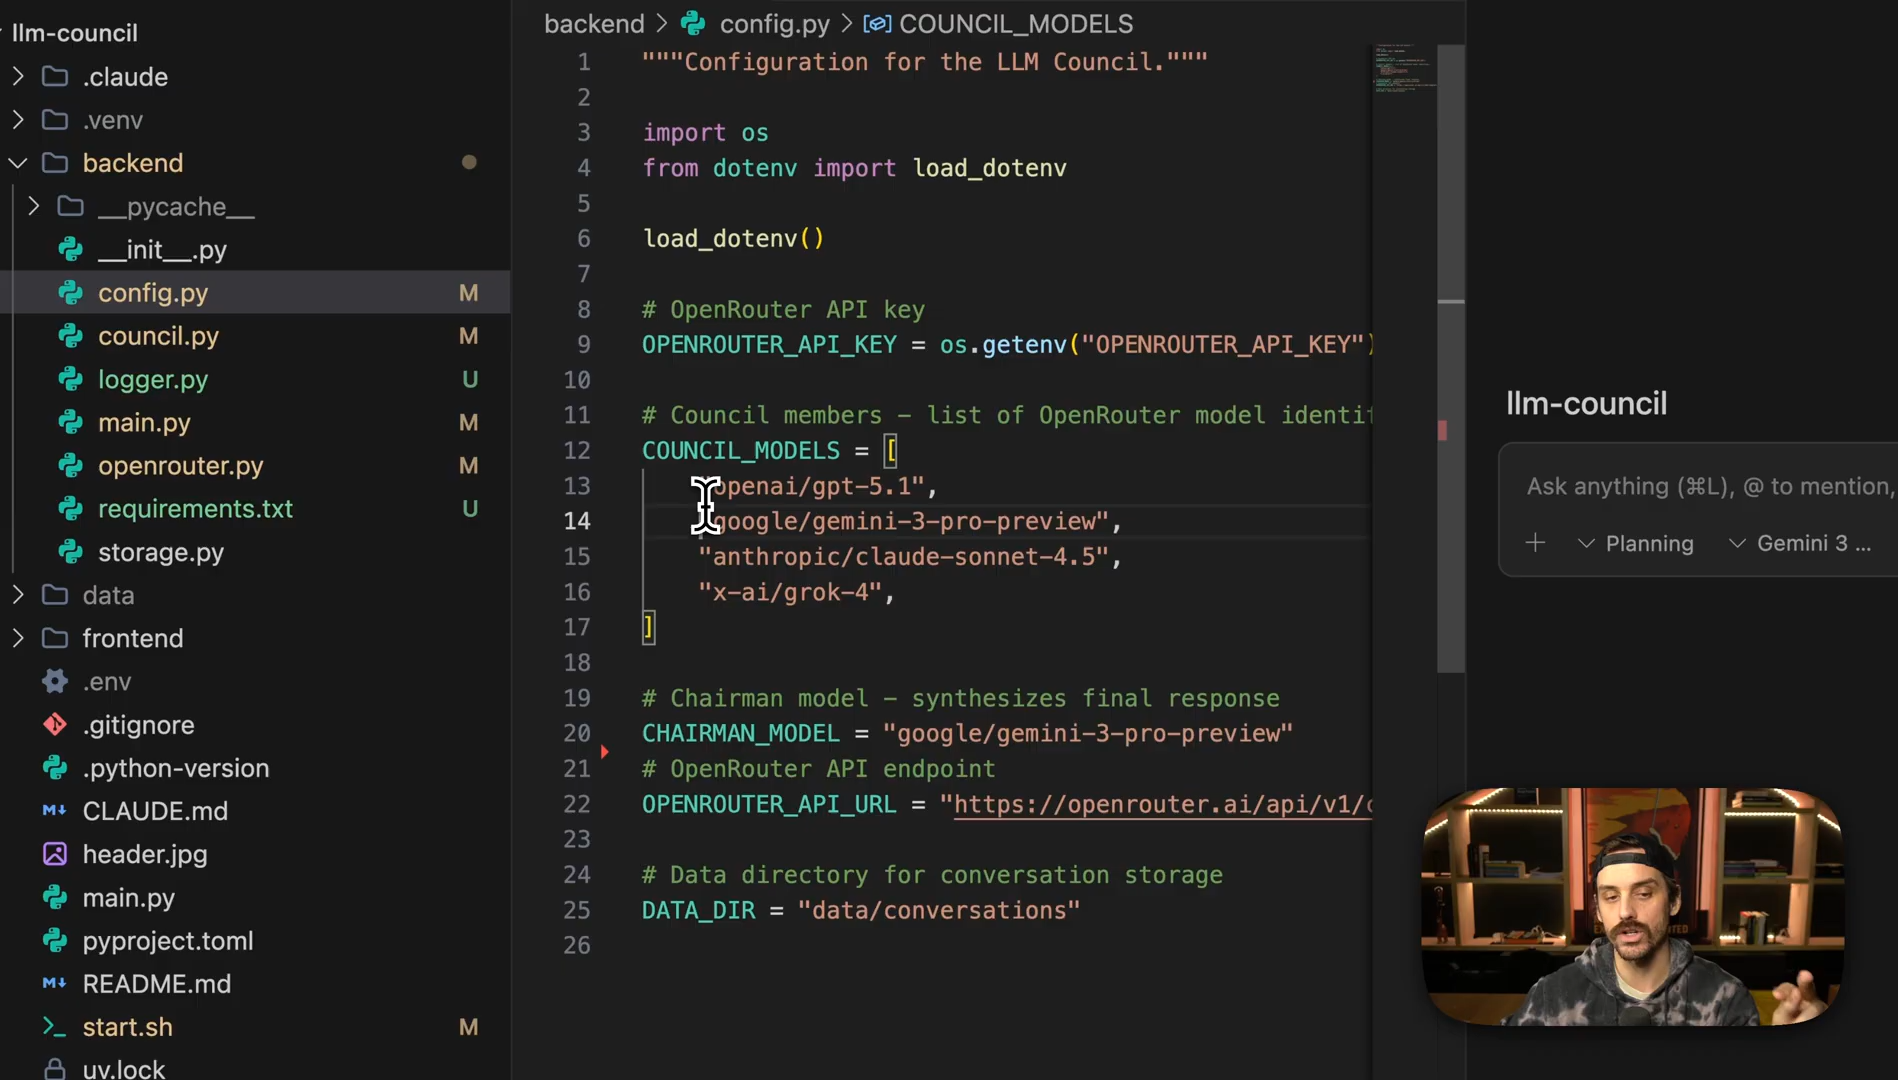 llm-council
.claude
.venv
backend
__pycache__
__init__.py
config.py M
council.py M
logger.py U
main.py M
openrouter.py M
requirements.txt U
storage.py
data
frontend
.env
.gitignore
.python-version
CLAUDE.md
header.jpg
main.py
pyproject.toml
README.md
start.sh M
uv.lock
backend > config.py > COUNCIL_MODELS
1 """Configuration for the LLM Council."""
2
3 import os
4 from dotenv import load_dotenv
5
6 load_dotenv()
7
8 # OpenRouter API key
9 OPENROUTER_API_KEY = os.getenv("OPENROUTER_API_KEY")
10
11 # Council members – list of OpenRouter model identif
12 COUNCIL_MODELS = [
13 "openai/gpt-5.1",
14 "google/gemini-3-pro-preview",
15 "anthropic/claude-sonnet-4.5",
16 "x-ai/grok-4",
17 ]
18
19 # Chairman model – synthesizes final response
20 CHAIRMAN_MODEL = "google/gemini-3-pro-preview"
21 # OpenRouter API endpoint
22 OPENROUTER_API_URL = "https://openrouter.ai/api/v1/c
23
24 # Data directory for conversation storage
25 DATA_DIR = "data/conversations"
26
llm-council
Ask anything (⌘L), @ to mention,
Planning
Gemini 3 ...